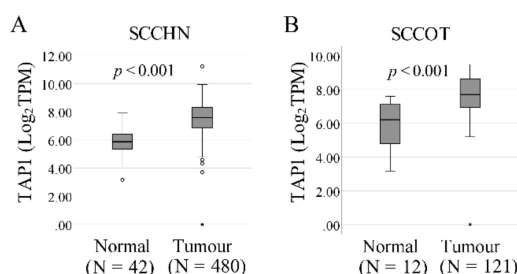 A
SCCHN
TAP1 (Log₂TPM)
12.00
10.00
8.00
6.00
4.00
2.00
.00
p < 0.001
Normal
(N = 42)
Tumour
(N = 480)
B
SCCOT
TAP1 (Log₂TPM)
10.00
8.00
6.00
4.00
2.00
.00
p < 0.001
Normal
(N = 12)
Tumour
(N = 121)